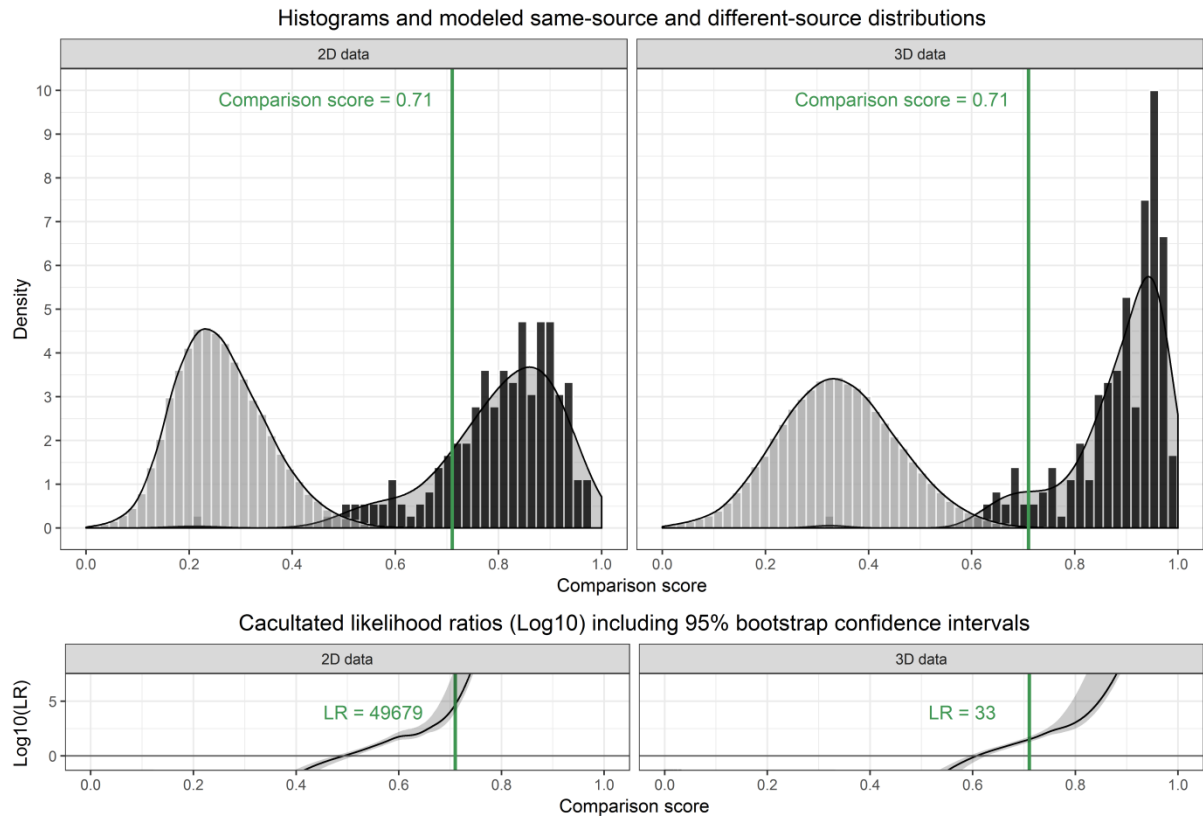 Histograms and modeled same-source and different-source distributions
2D data
3D data
Comparison score = 0.71
Comparison score = 0.71
Density
10
9
8
7
6
5
4
3
2
1
0
0.0 0.2 0.4 0.6 0.8 1.0
0.0 0.2 0.4 0.6 0.8 1.0
Comparison score
Cacultated likelihood ratios (Log10) including 95% bootstrap confidence intervals
2D data
3D data
Log10(LR)
5
0
LR = 49679
LR = 33
0.0 0.2 0.4 0.6 0.8 1.0
0.0 0.2 0.4 0.6 0.8 1.0
Comparison score